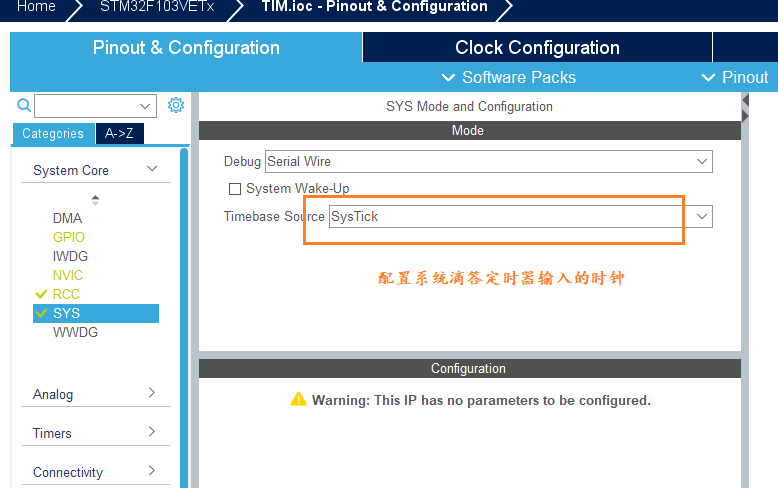 Home STM32F103VETx TIM.ioc - Pinout & Configuration
Pinout & Configuration Clock Configuration
Software Packs Pinout
SYS Mode and Configuration
Categories A->Z
Mode
System Core
Debug Serial Wire
System Wake-Up
Timebase Source SysTick
DMA
GPIO
IWDG
NVIC
RCC
SYS
WWDG
配置系统滴答定时器输入的时钟
Configuration
Warning: This IP has no parameters to be configured.
Analog
Timers
Connectivity